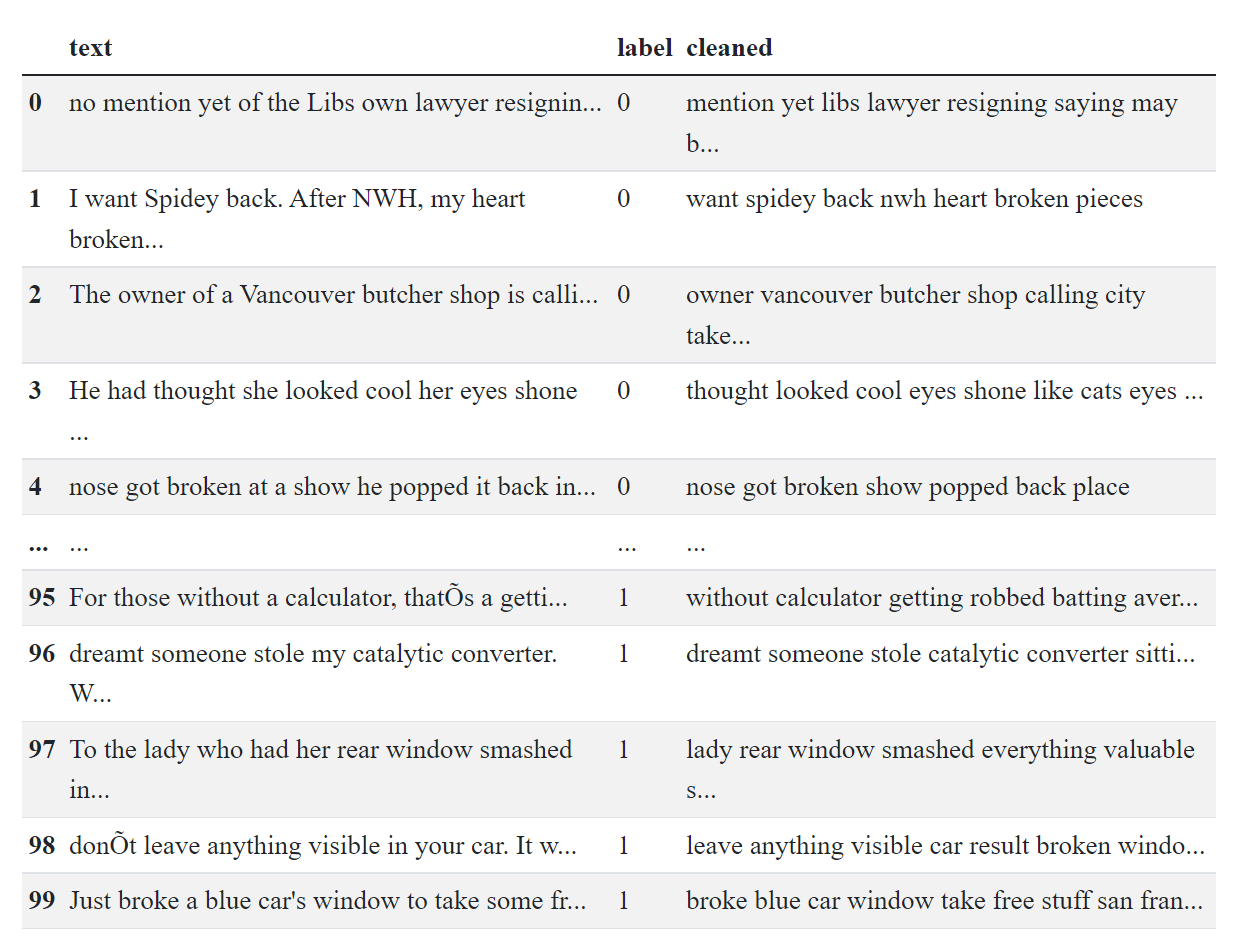 text label cleaned
0 no mention yet of the Libs own lawyer resignin... 0 mention yet libs lawyer resigning saying may
b...
1 I want Spidey back. After NWH, my heart 0 want spidey back nwh heart broken pieces
broken...
2 The owner of a Vancouver butcher shop is calli... 0 owner vancouver butcher shop calling city
take...
3 He had thought she looked cool her eyes shone 0 thought looked cool eyes shone like cats eyes ...
...
4 nose got broken at a show he popped it back in... 0 nose got broken show popped back place
... ... ... ...
95 For those without a calculator, thatÕs a getti... 1 without calculator getting robbed batting aver...
96 dreamt someone stole my catalytic converter. 1 dreamt someone stole catalytic converter sitti...
W...
97 To the lady who had her rear window smashed 1 lady rear window smashed everything valuable
in... s...
98 donÕt leave anything visible in your car. It w... 1 leave anything visible car result broken windo...
99 Just broke a blue car's window to take some fr... 1 broke blue car window take free stuff san fran...